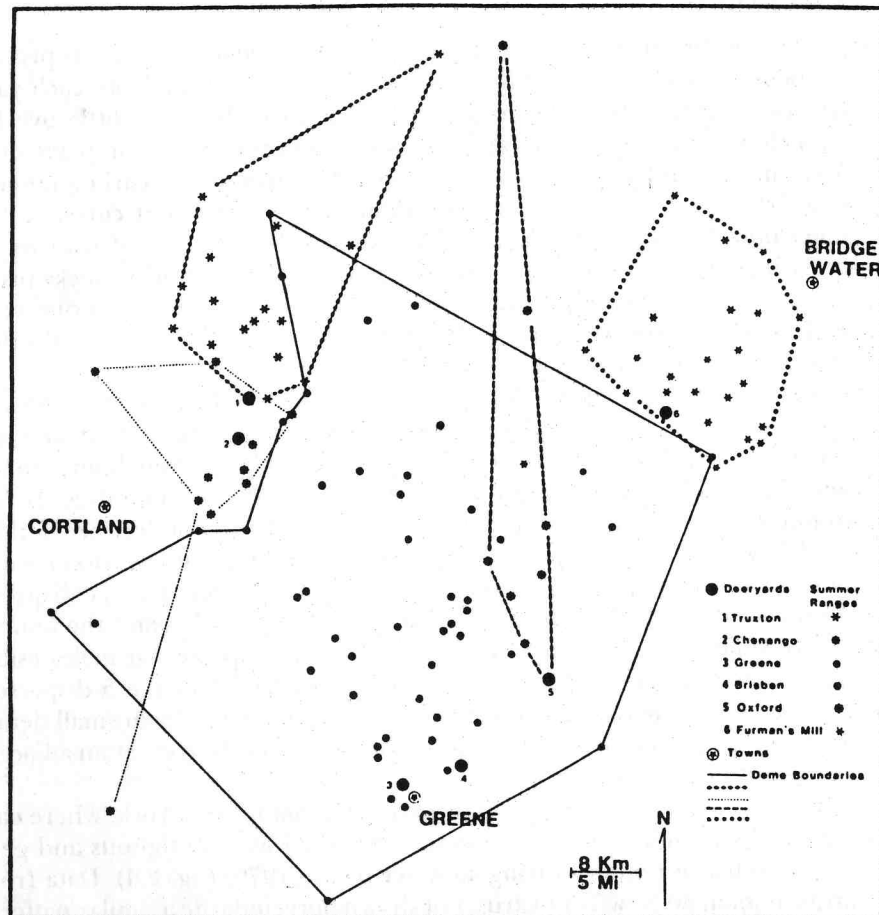 BRIDGE
WATER
1
2
6
CORTLAND
Deeryards Summer
Ranges
1 Truxton
2 Chenango
3 Greene
4 Brisben
5 Oxford
6 Furman's Mill
Towns
Deme Boundaries
5
4
3
GREENE
N
8 Km
5 Mi